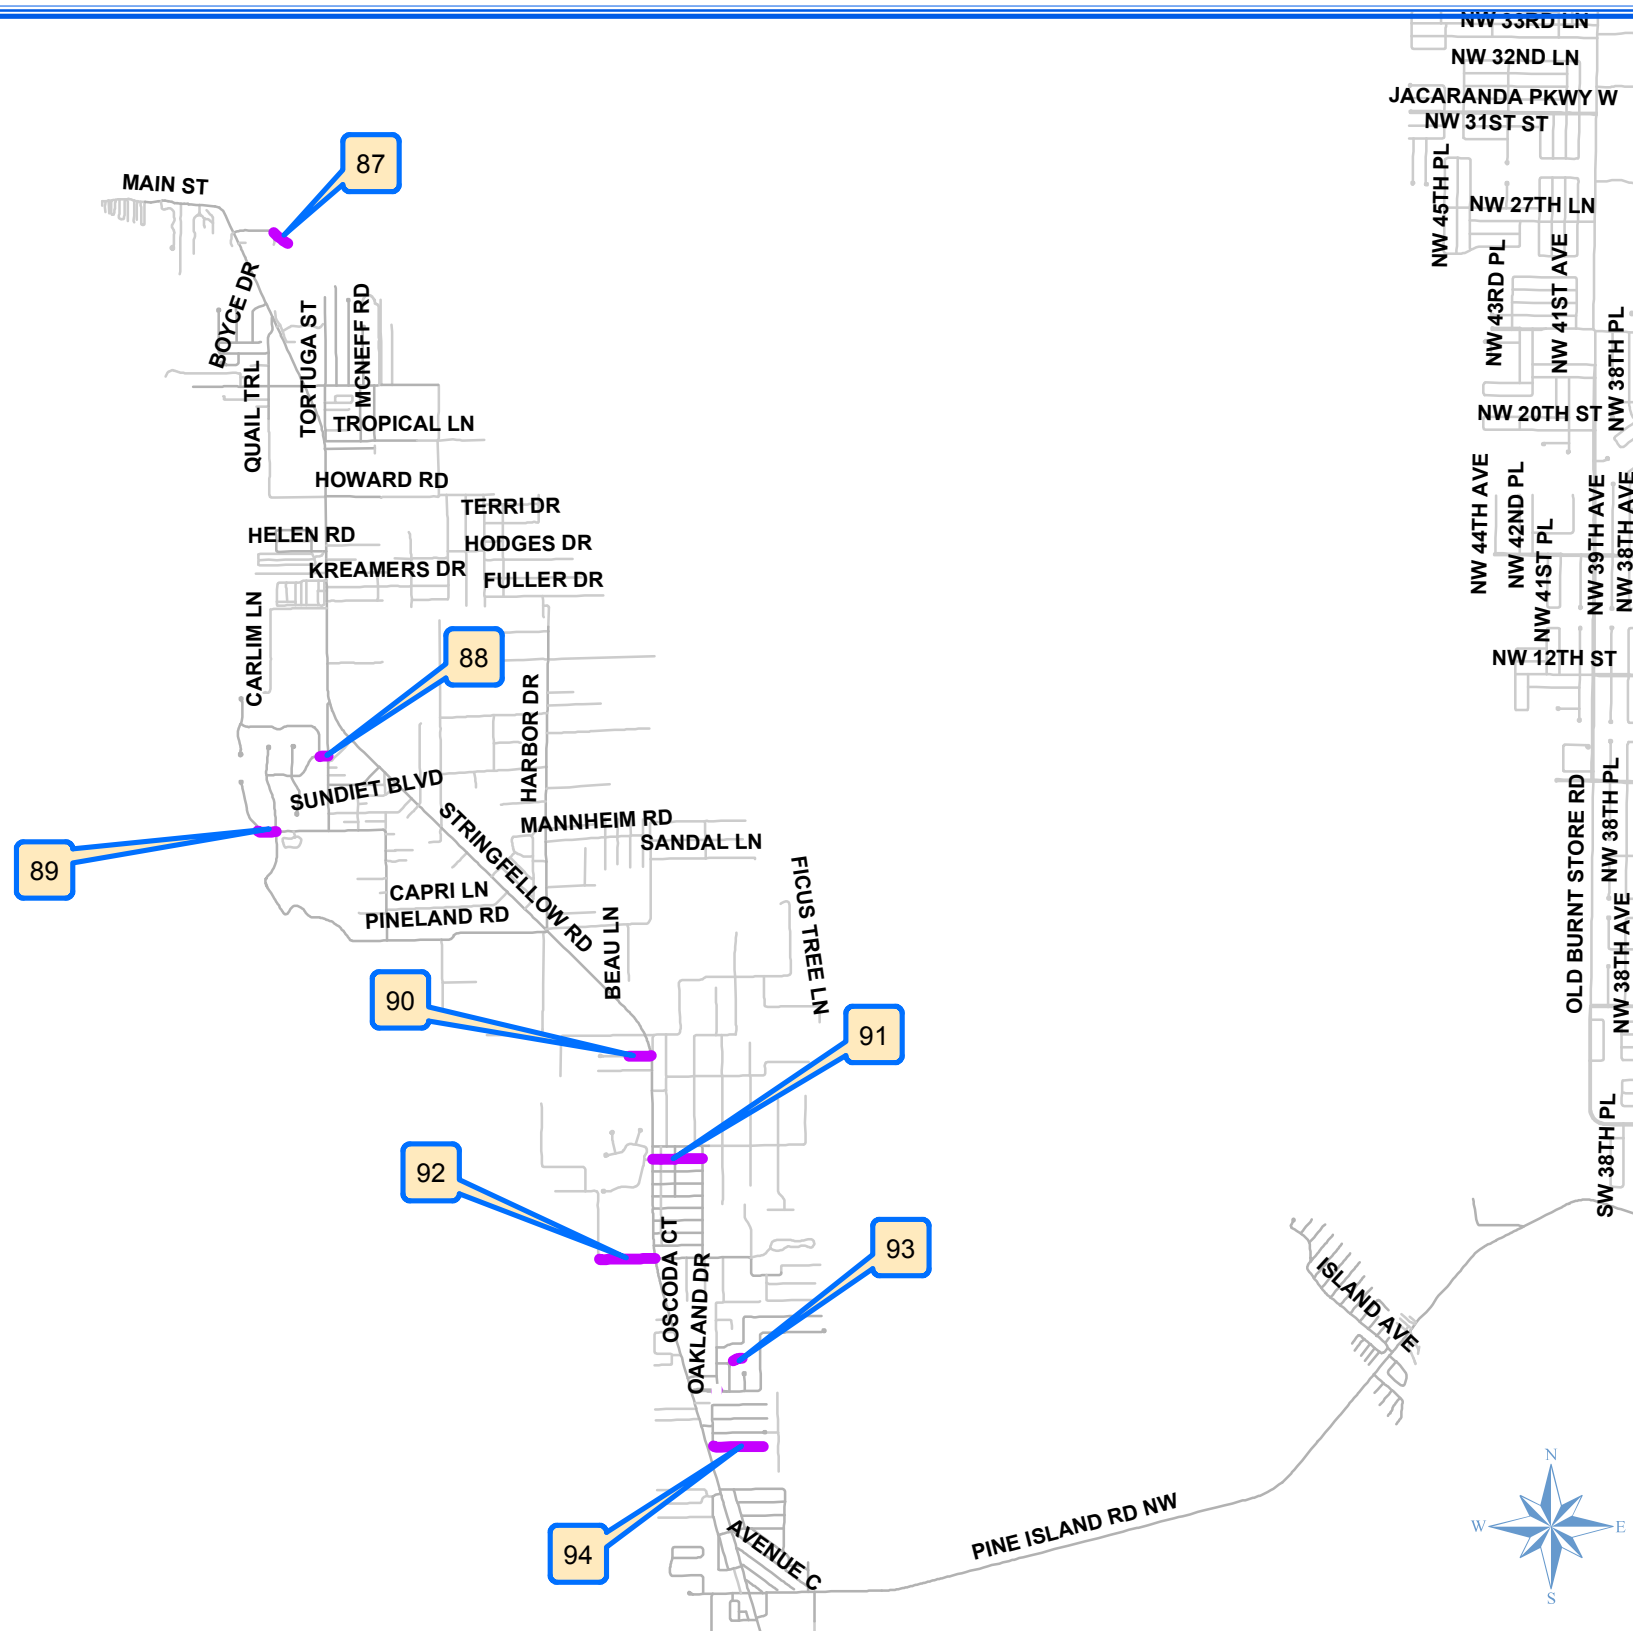 NW 33RD LN
NW 32ND LN
JACARANDA PKWY W
NW 31ST ST
87
MAIN ST
NW 45TH PL
NW 27TH LN
BOYCE DR
TORTUGA ST
MCNEFF RD
NW 43RD PL
NW 41ST AVE
NW 38TH PL
QUAIL TRL
TROPICAL LN
NW 20TH ST
HOWARD RD
TERRI DR
NW 44TH AVE
NW 42ND PL
NW 41ST PL
NW 39TH AVE
NW 38TH AVE
HELEN RD
HODGES DR
KREAMERS DR
FULLER DR
CARLIM LN
88
NW 12TH ST
HARBOR DR
SUNDIET BLVD
STRINGFELLOW RD
MANNHEIM RD
SANDAL LN
OLD BURNT STORE RD
NW 38TH PL
89
CAPRI LN
PINELAND RD
BEAU LN
FICUS TREE LN
NW 38TH AVE
90
91
92
SW 38TH PL
OSCODA CT
OAKLAND DR
93
ISLAND AVE
94
AVENUE C
PINE ISLAND RD NW
N
W
E
S